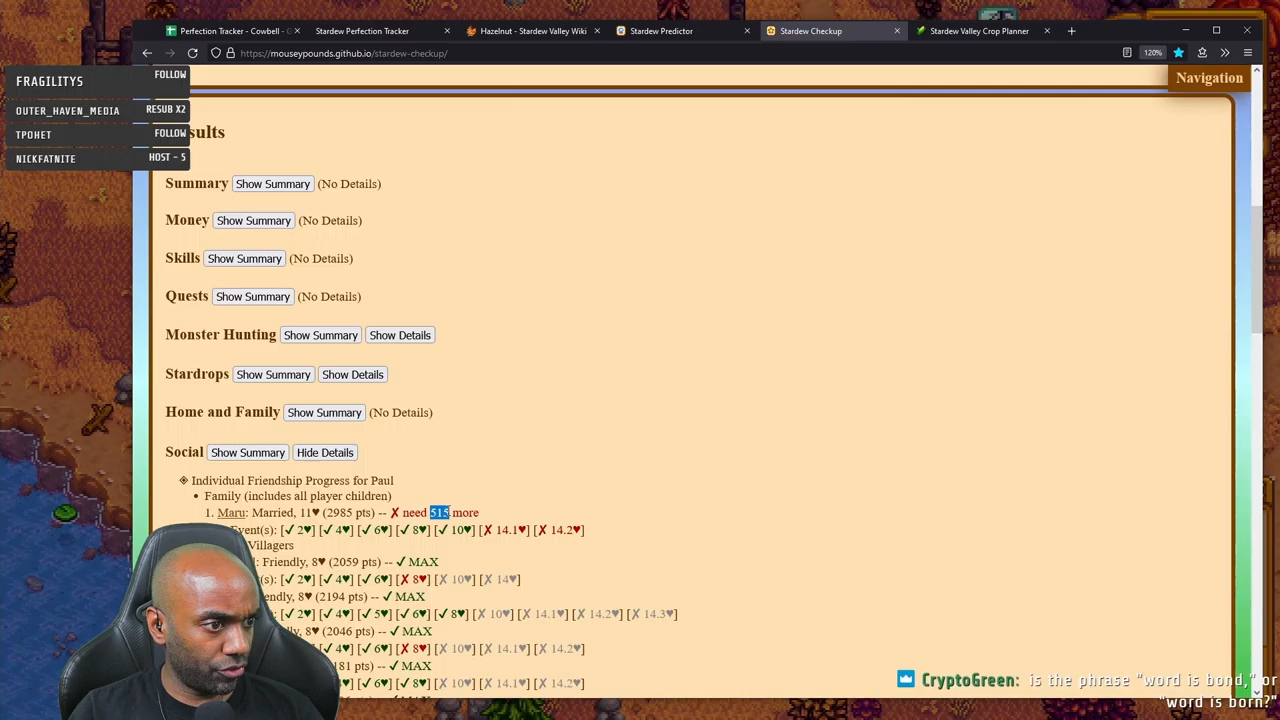 Perfection Tracker - Cowbell - G
Stardew Perfection Tracker
Hazelnut - Stardew Valley Wiki
Stardew Predictor
Stardew Checkup
Stardew Valley Crop Planner
https://mouseypounds.github.io/stardew-checkup/
120%
Navigation
FRAGILITYS FOLLOW
OUTER_HAVEN_MEDIA RESUB X2
TPOHET FOLLOW
NICKFATNITE HOST - 5
sults
Summary Show Summary (No Details)
Money Show Summary (No Details)
Skills Show Summary (No Details)
Quests Show Summary (No Details)
Monster Hunting Show Summary Show Details
Stardrops Show Summary Show Details
Home and Family Show Summary (No Details)
Social Show Summary Hide Details
◈ Individual Friendship Progress for Paul
• Family (includes all player children)
1. Maru: Married, 11♥ (2985 pts) -- ✗ need 515 more
Event(s): [✓ 2♥] [✓ 4♥] [✓ 6♥] [✓ 8♥] [✓ 10♥] [✗ 14.1♥] [✗ 14.2♥]
Villagers
: Friendly, 8♥ (2059 pts) -- ✓ MAX
[✓ 2♥] [✓ 4♥] [✓ 6♥] [✗ 8♥] [✗ 10♥] [✗ 14♥]
endly, 8♥ (2194 pts) -- ✓ MAX
[✓ 2♥] [✓ 4♥] [✓ 5♥] [✓ 6♥] [✓ 8♥] [✗ 10♥] [✗ 14.1♥] [✗ 14.2♥] [✗ 14.3♥]
ly, 8♥ (2046 pts) -- ✓ MAX
4♥] [✓ 6♥] [✗ 8♥] [✗ 10♥] [✗ 14.1♥] [✗ 14.2♥]
181 pts) -- ✓ MAX
4♥] [✓ 6♥] [✓ 8♥] [✗ 10♥] [✗ 14.1♥] [✗ 14.2♥]
CryptoGreen: is the phrase "word is bond," or
"word is born?"